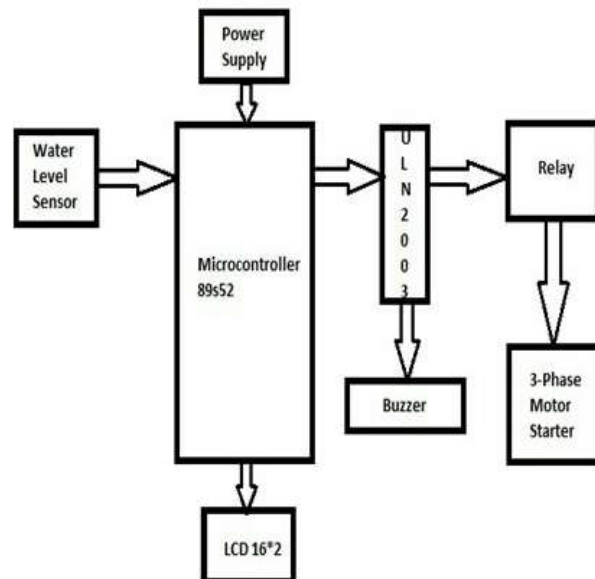 Power
Supply
Water
Level
Sensor
Microcontroller
89s52
U
L
N
2
0
0
3
Relay
Buzzer
3-Phase
Motor
Starter
LCD 16*2